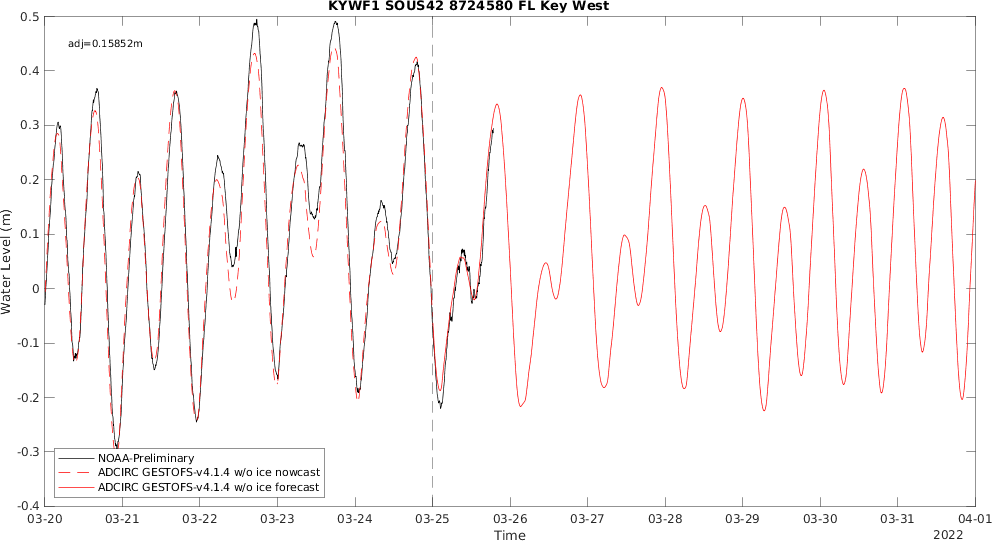 KYWF1 SOUS42 8724580 FL Key West
adj=0.15852m
Water Level (m)
0.5
0.4
0.3
0.2
0.1
0
-0.1
-0.2
-0.3
-0.4
NOAA-Preliminary
ADCIRC GESTOFS-v4.1.4 w/o ice nowcast
ADCIRC GESTOFS-v4.1.4 w/o ice forecast
03-20 03-21 03-22 03-23 03-24 03-25 03-26 03-27 03-28 03-29 03-30 03-31 04-01
Time
2022